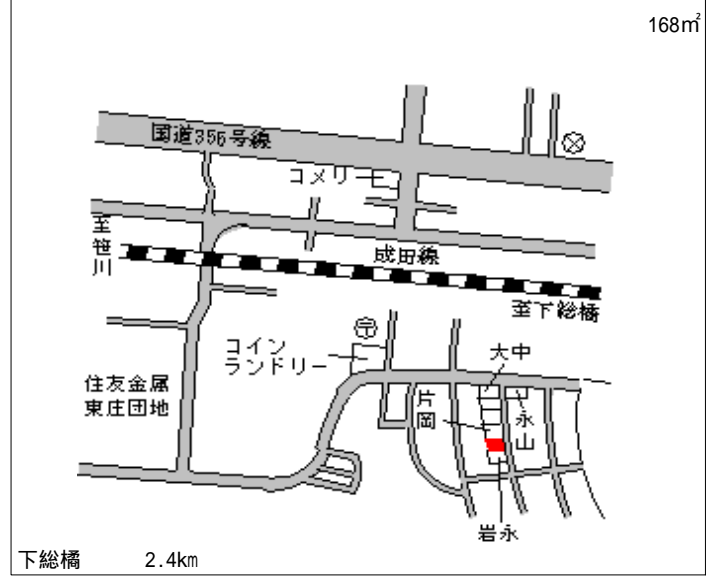 168㎡
国道356号線
コメリ
至笹川
成田線
至下総橘
コイン
ランドリー
大中
住友金属
東庄団地
片岡
永山
岩永
下総橘 2.4km